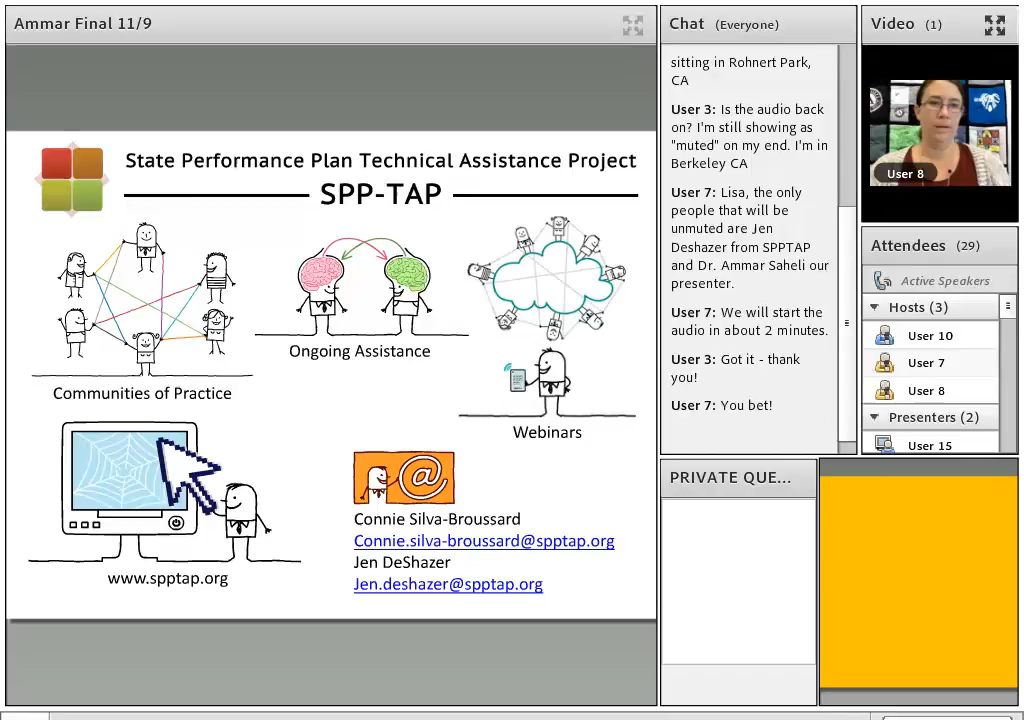 Ammar Final 11/9
State Performance Plan Technical Assistance Project
SPP-TAP
Communities of Practice
Ongoing Assistance
Webinars
www.spptap.org
@
Connie Silva-Broussard
Connie.silva-broussard@spptap.org
Jen DeShazer
Jen.deshazer@spptap.org
Chat (Everyone)
sitting in Rohnert Park,
CA
User 3: Is the audio back
on? I'm still showing as
"muted" on my end. I'm in
Berkeley CA
User 7: Lisa, the only
people that will be
unmuted are Jen
Deshazer from SPPTAP
and Dr. Ammar Saheli our
presenter.
User 7: We will start the
audio in about 2 minutes.
User 3: Got it - thank
you!
User 7: You bet!
PRIVATE QUE...
Video (1)
User 8
Attendees (29)
Active Speakers
Hosts (3)
User 10
User 7
User 8
Presenters (2)
User 15